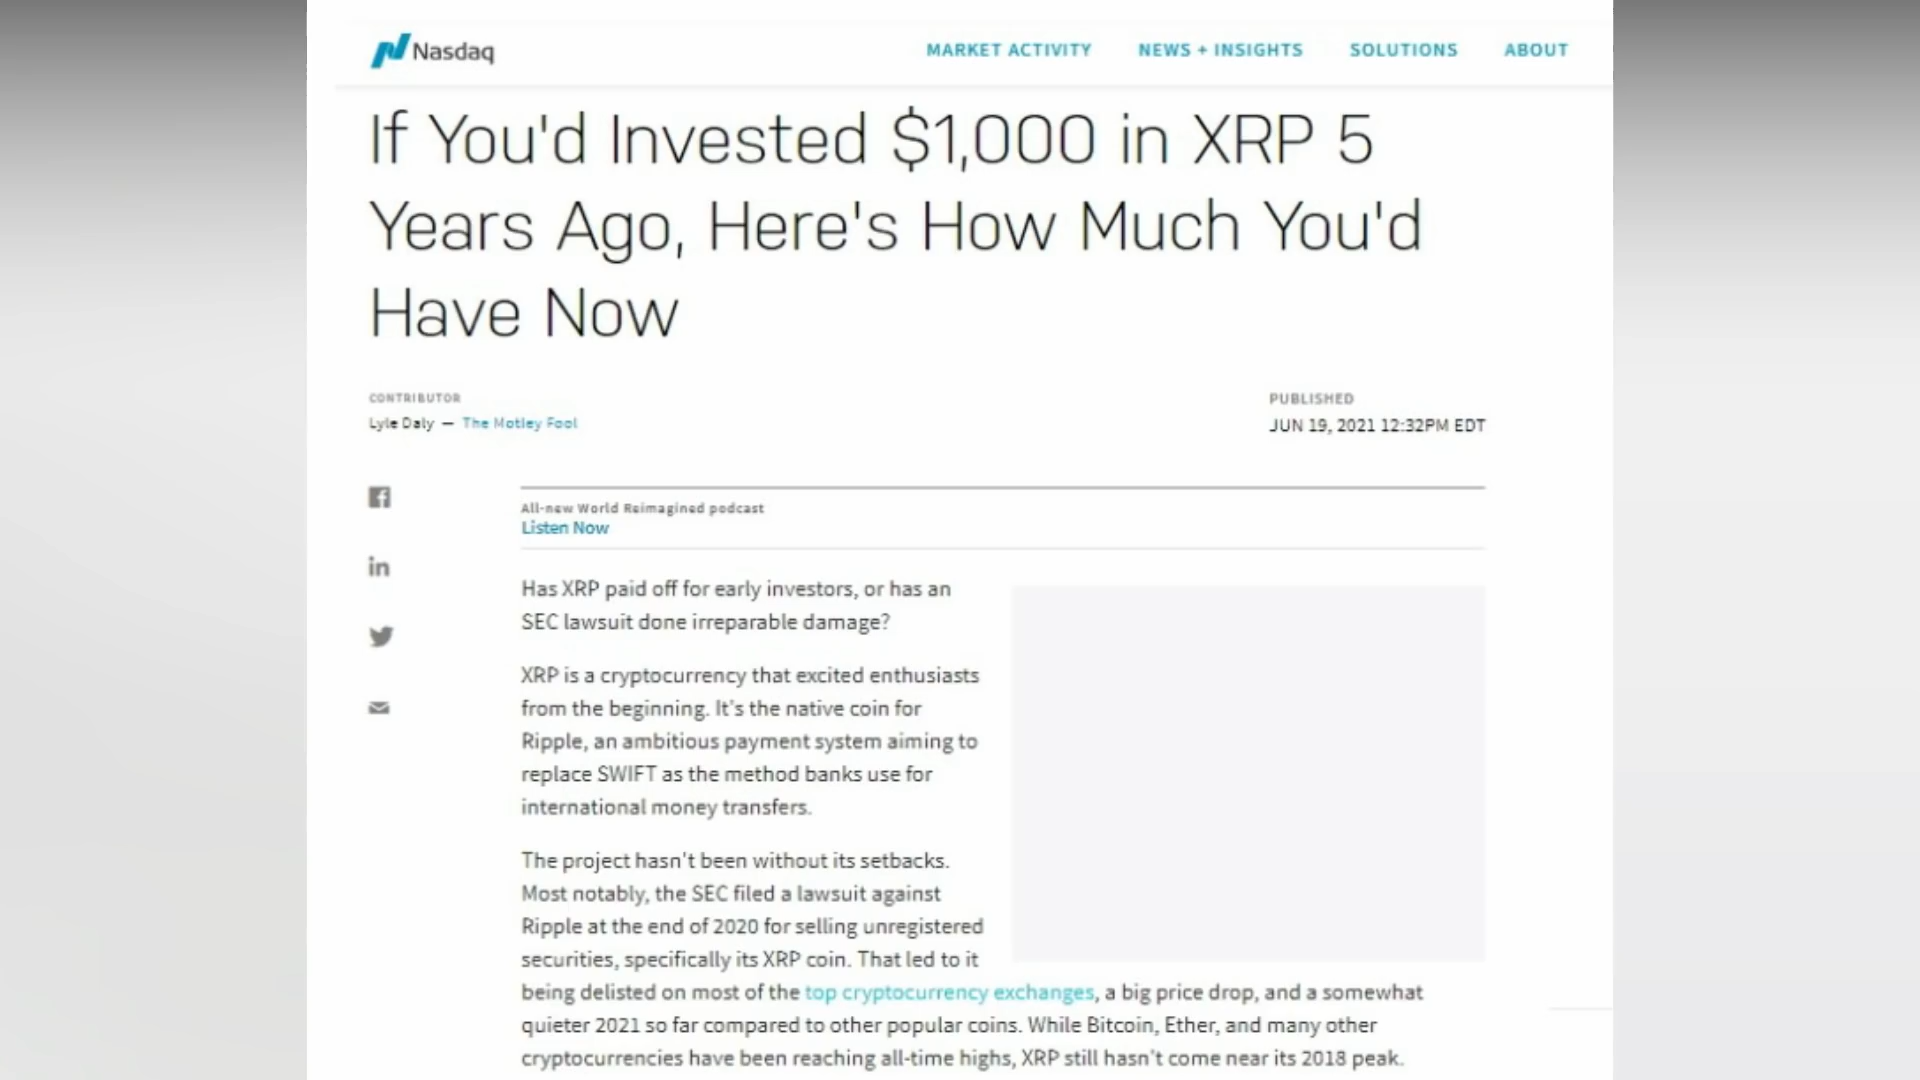 Nasdaq
MARKET ACTIVITY NEWS + INSIGHTS SOLUTIONS ABOUT
If You'd Invested $1,000 in XRP 5
Years Ago, Here's How Much You'd
Have Now
CONTRIBUTOR
Lyle Daly — The Motley Fool
PUBLISHED
JUN 19, 2021 12:32PM EDT
All-new World Reimagined podcast
Listen Now
Has XRP paid off for early investors, or has an
SEC lawsuit done irreparable damage?
XRP is a cryptocurrency that excited enthusiasts
from the beginning. It's the native coin for
Ripple, an ambitious payment system aiming to
replace SWIFT as the method banks use for
international money transfers.
The project hasn't been without its setbacks.
Most notably, the SEC filed a lawsuit against
Ripple at the end of 2020 for selling unregistered
securities, specifically its XRP coin. That led to it
being delisted on most of the top cryptocurrency exchanges, a big price drop, and a somewhat
quieter 2021 so far compared to other popular coins. While Bitcoin, Ether, and many other
cryptocurrencies have been reaching all-time highs, XRP still hasn't come near its 2018 peak.